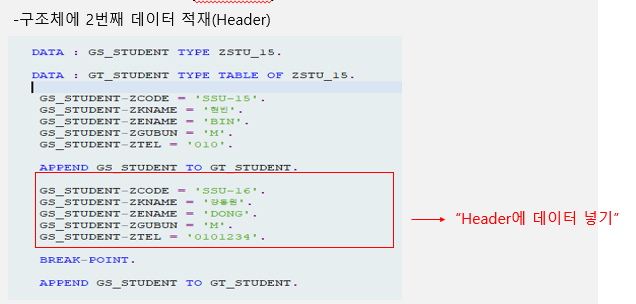 -구조체에 2번째 데이터 적재(Header)
DATA : GS_STUDENT TYPE ZSTU_15.
DATA : GT_STUDENT TYPE TABLE OF ZSTU_15.
GS_STUDENT-ZCODE = 'SSU-15'.
GS_STUDENT-ZKNAME = '현빈'.
GS_STUDENT-ZENAME = 'BIN'.
GS_STUDENT-ZGUBUN = 'M'.
GS_STUDENT-ZTEL = '010'.
APPEND GS_STUDENT TO GT_STUDENT.
GS_STUDENT-ZCODE = 'SSU-16'.
GS_STUDENT-ZKNAME = '강동원'.
GS_STUDENT-ZENAME = 'DONG'.
GS_STUDENT-ZGUBUN = 'M'.
GS_STUDENT-ZTEL = '0101234'.
“Header에 데이터 넣기”
BREAK-POINT.
APPEND GS_STUDENT TO GT_STUDENT.